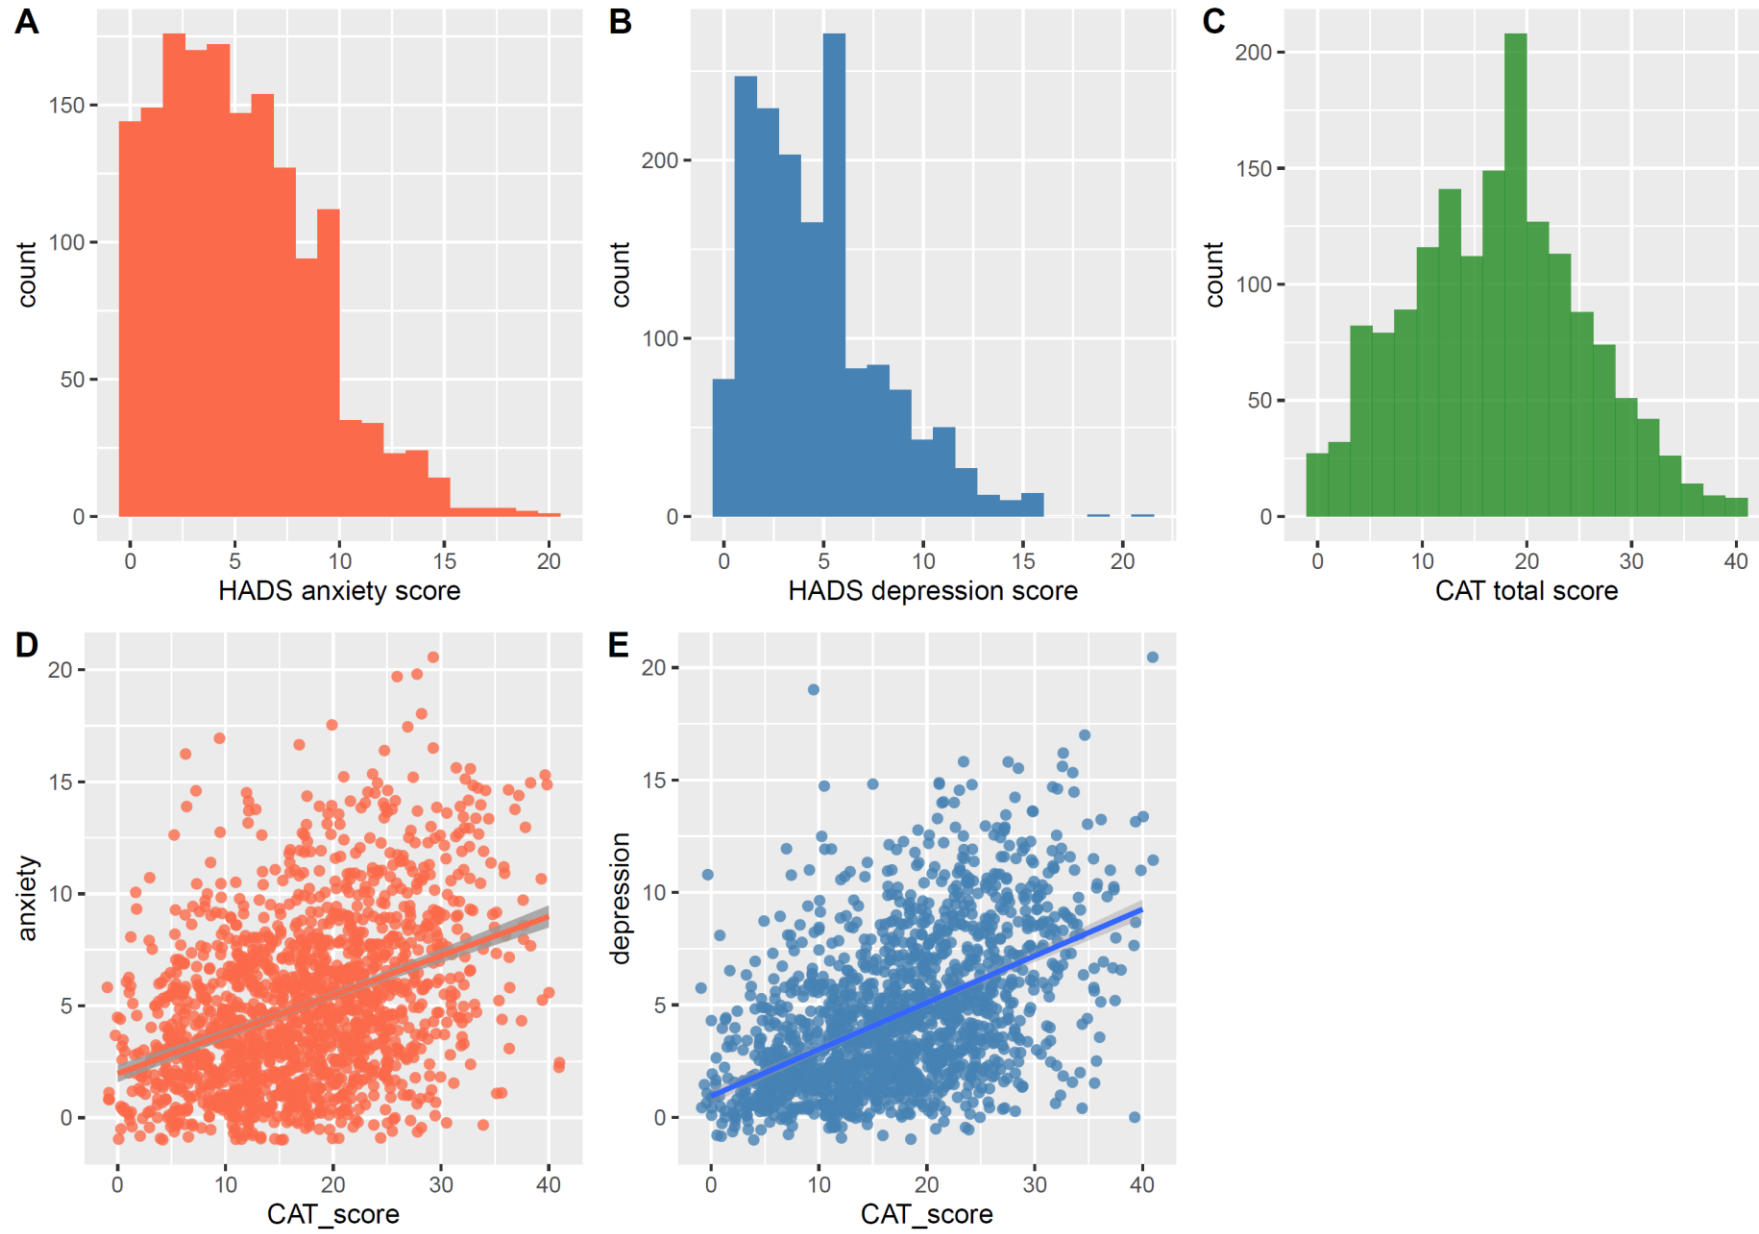 A
count
150
100
50
0
0 5 10 15 20
HADS anxiety score
B
count
200
100
0
0 5 10 15 20
HADS depression score
C
count
200
150
100
50
0
0 10 20 30 40
CAT total score
D
anxiety
20
15
10
5
0
0 10 20 30 40
CAT_score
E
depression
20
15
10
5
0
0 10 20 30 40
CAT_score